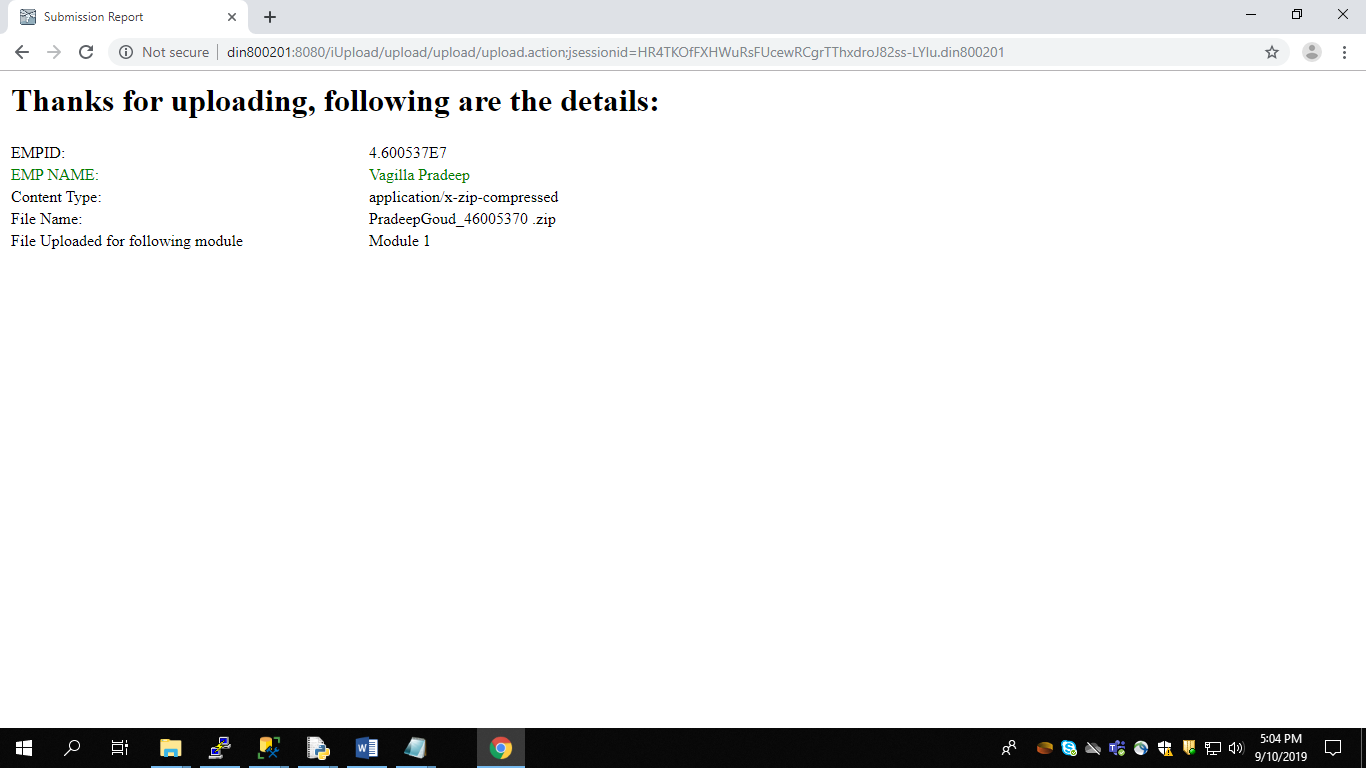 Submission Report
Not secure
din800201:8080/iUpload/upload/upload/upload.action;jsessionid=HR4TKOfFXHWuRsFUcewRCgrTThxdroJ82ss-LYlu.din800201
Thanks for uploading, following are the details:
EMPID: 4.600537E7
EMP NAME: Vagilla Pradeep
Content Type: application/x-zip-compressed
File Name: PradeepGoud_46005370 .zip
File Uploaded for following module Module 1
5:04 PM
9/10/2019